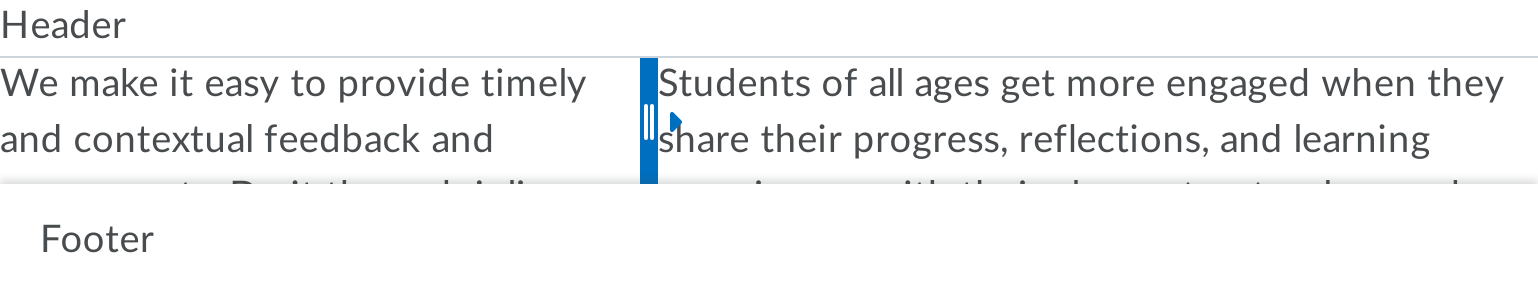 Header
We make it easy to provide timely
and contextual feedback and
Students of all ages get more engaged when they
share their progress, reflections, and learning
Footer